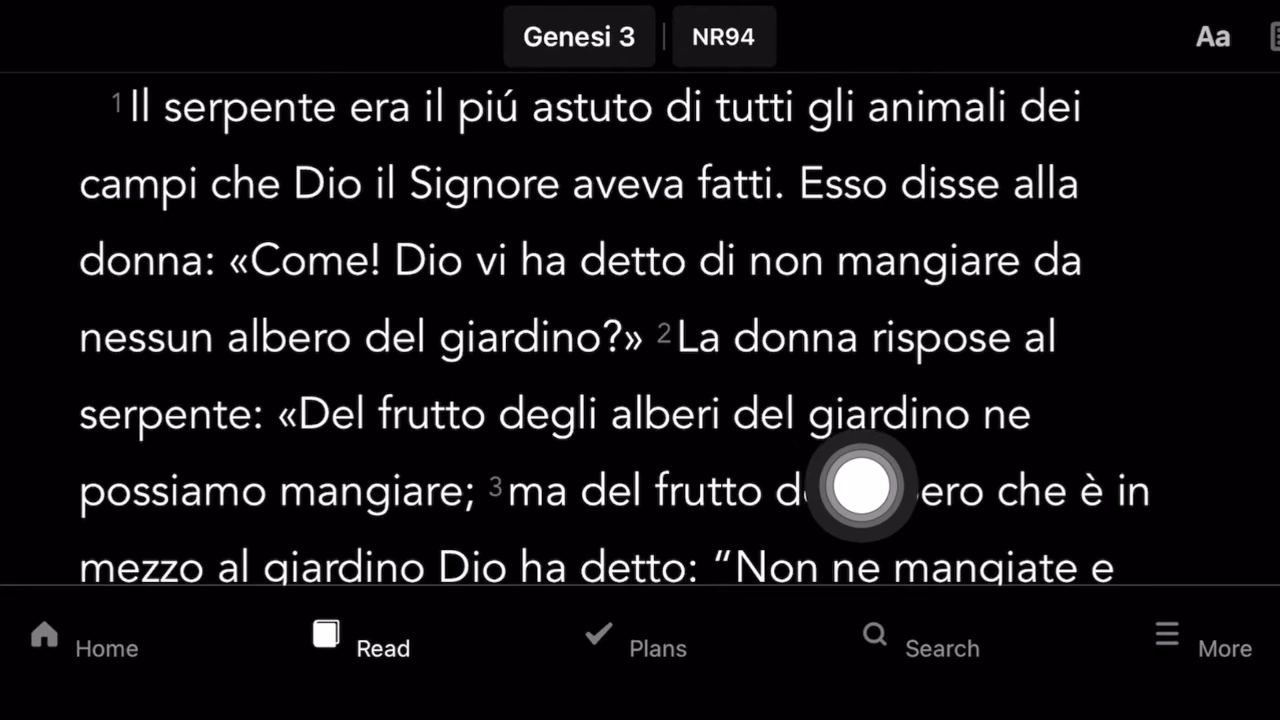 Genesi 3 NR94 Aa
1 Il serpente era il piú astuto di tutti gli animali dei
campi che Dio il Signore aveva fatti. Esso disse alla
donna: «Come! Dio vi ha detto di non mangiare da
nessun albero del giardino?» 2 La donna rispose al
serpente: «Del frutto degli alberi del giardino ne
possiamo mangiare; 3 ma del frutto che è in
mezzo al giardino Dio ha detto: “Non ne mangiate e
Home Read Plans Search More